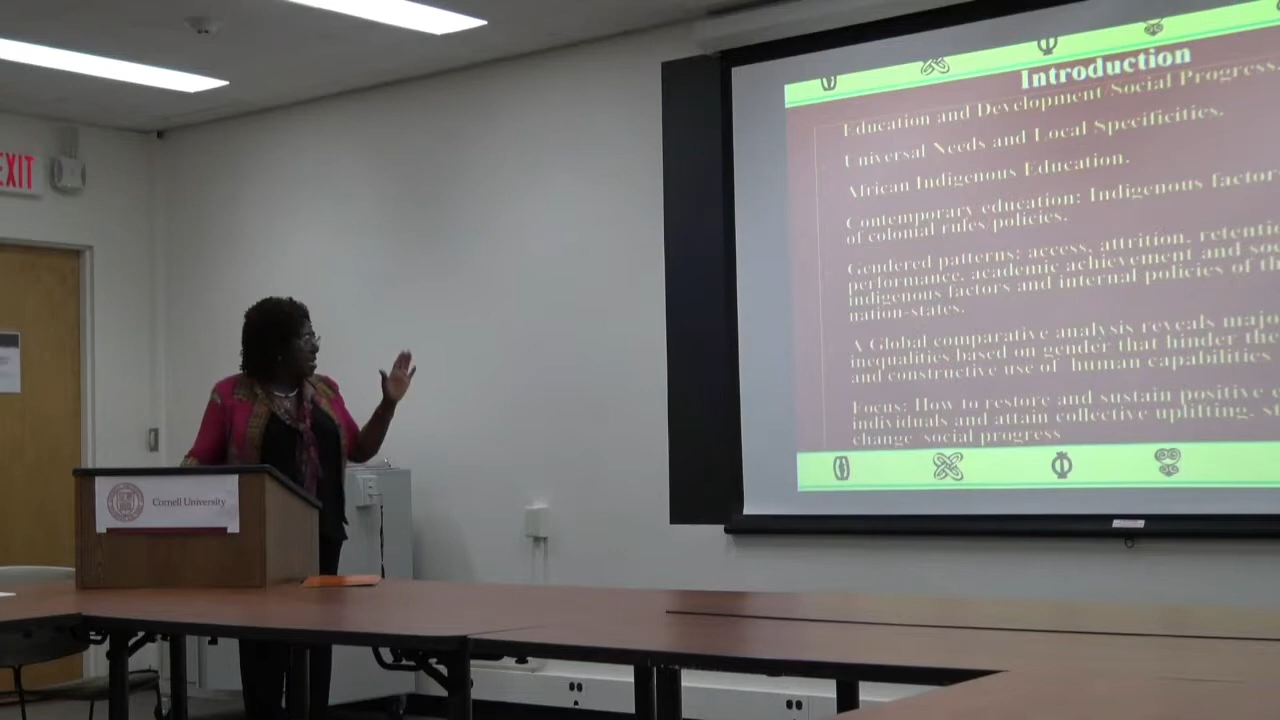 EXIT
Cornell University
Introduction
Education and Development/Social Progress.
Universal Needs and Local Specificities.
African Indigenous Education.
Contemporary education: Indigenous factors
of colonial rules/policies.
Gendered patterns: access, attrition, retenti
performance, academic achievement and so
indigenous factors and internal policies of th
nation-states.
A Global comparative analysis reveals majo
inequalities based on gender that hinder the
and constructive use of human capabilities
Focus: How to restore and sustain positive
individuals and attain collective uplifting, s
change social progress